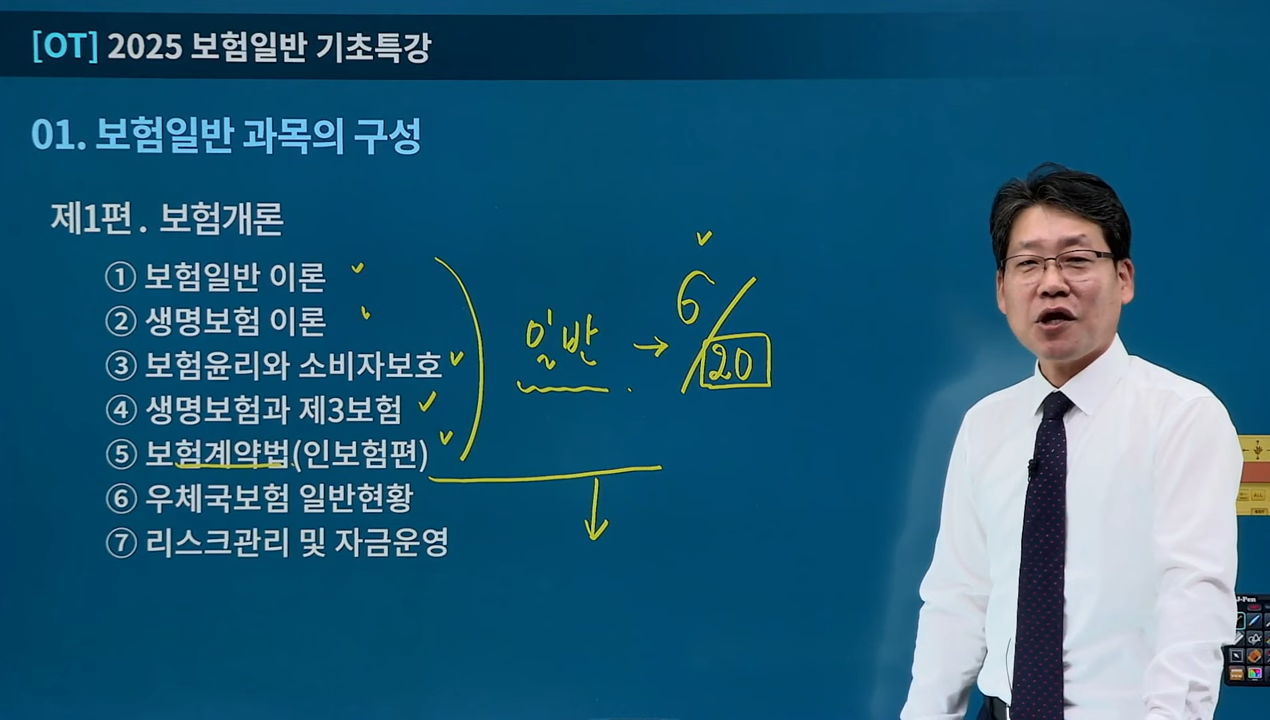 [OT] 2025 보험일반 기초특강
01. 보험일반 과목의 구성
제1편. 보험개론
① 보험일반 이론
② 생명보험 이론
③ 보험윤리와 소비자보호
④ 생명보험과 제3보험
⑤ 보험계약법(인보험편)
⑥ 우체국보험 일반현황
⑦ 리스크관리 및 자금운영
일반 → 6/20